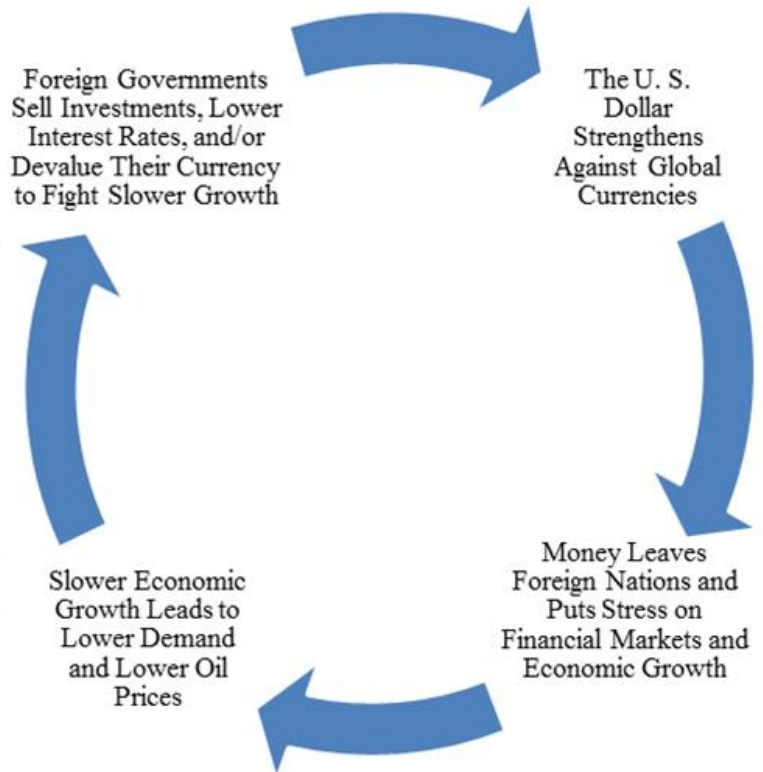 Foreign Governments
Sell Investments, Lower
Interest Rates, and/or
Devalue Their Currency
to Fight Slower Growth
The U. S.
Dollar
Strengthens
Against Global
Currencies
Money Leaves
Foreign Nations and
Puts Stress on
Financial Markets and
Economic Growth
Slower Economic
Growth Leads to
Lower Demand
and Lower Oil
Prices